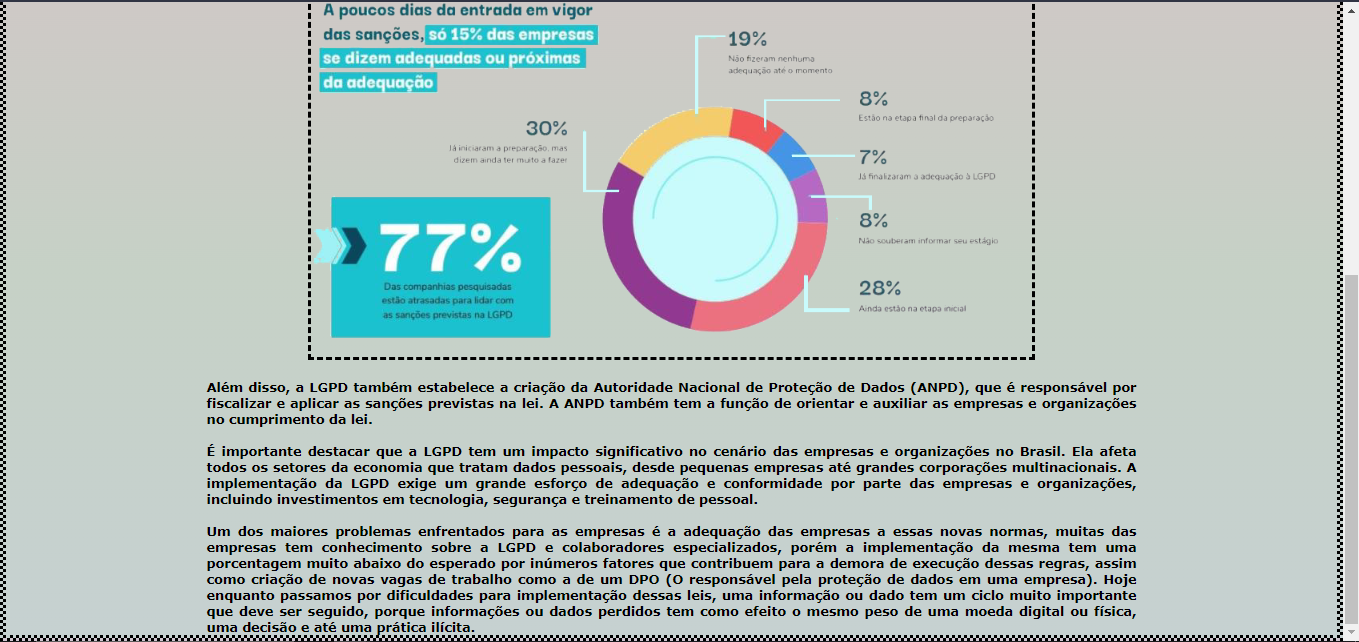 A poucos dias da entrada em vigor
das sanções, só 15% das empresas
se dizem adequadas ou próximas
da adequação
19%
Não fizeram nenhuma
adequação até o momento
8%
Estão na etapa final da preparação
30%
Já iniciaram a preparação, mas
dizem ainda ter muito a fazer
7%
Já finalizaram a adequação à LGPD
8%
Não souberam informar seu estágio
28%
Ainda estão na etapa inicial
77%
Das companhias pesquisadas
estão atrasadas para lidar com
as sanções previstas na LGPD
Além disso, a LGPD também estabelece a criação da Autoridade Nacional de Proteção de Dados (ANPD), que é responsável por
fiscalizar e aplicar as sanções previstas na lei. A ANPD também tem a função de orientar e auxiliar as empresas e organizações
no cumprimento da lei.
É importante destacar que a LGPD tem um impacto significativo no cenário das empresas e organizações no Brasil. Ela afeta
todos os setores da economia que tratam dados pessoais, desde pequenas empresas até grandes corporações multinacionais. A
implementação da LGPD exige um grande esforço de adequação e conformidade por parte das empresas e organizações,
incluindo investimentos em tecnologia, segurança e treinamento de pessoal.
Um dos maiores problemas enfrentados para as empresas é a adequação das empresas a essas novas normas, muitas das
empresas tem conhecimento sobre a LGPD e colaboradores especializados, porém a implementação da mesma tem uma
porcentagem muito abaixo do esperado por inúmeros fatores que contribuem para a demora de execução dessas regras, assim
como criação de novas vagas de trabalho como a de um DPO (O responsável pela proteção de dados em uma empresa). Hoje
enquanto passamos por dificuldades para implementação dessas leis, uma informação ou dado tem um ciclo muito importante
que deve ser seguido, porque informações ou dados perdidos tem como efeito o mesmo peso de uma moeda digital ou física,
uma decisão e até uma prática ilícita.